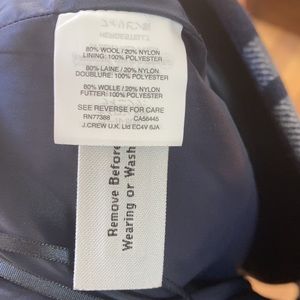 80% WOOL / 20% NYLON
LINING: 100% POLYESTER
80% LAINE / 20% NYLON
DOUBLURE: 100% POLYESTER
80% WOLLE / 20% NYLON
FUTTER: 100% POLYESTER
SEE REVERSE FOR CARE
RN77388 CA56445
J.CREW U.K. Ltd EC4V 6JA
Remove Before
Wearing or Wash